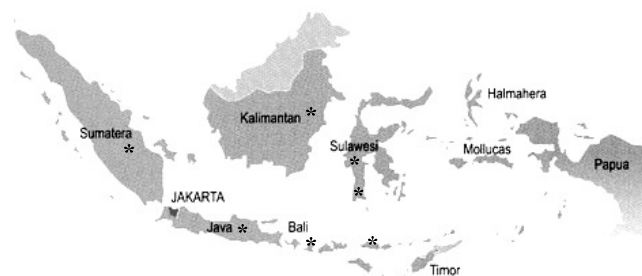 Halmahera
Kalimantan
Sumatera
Sulawesi
Mollucas
Papua
JAKARTA
Java
Bali
Timor